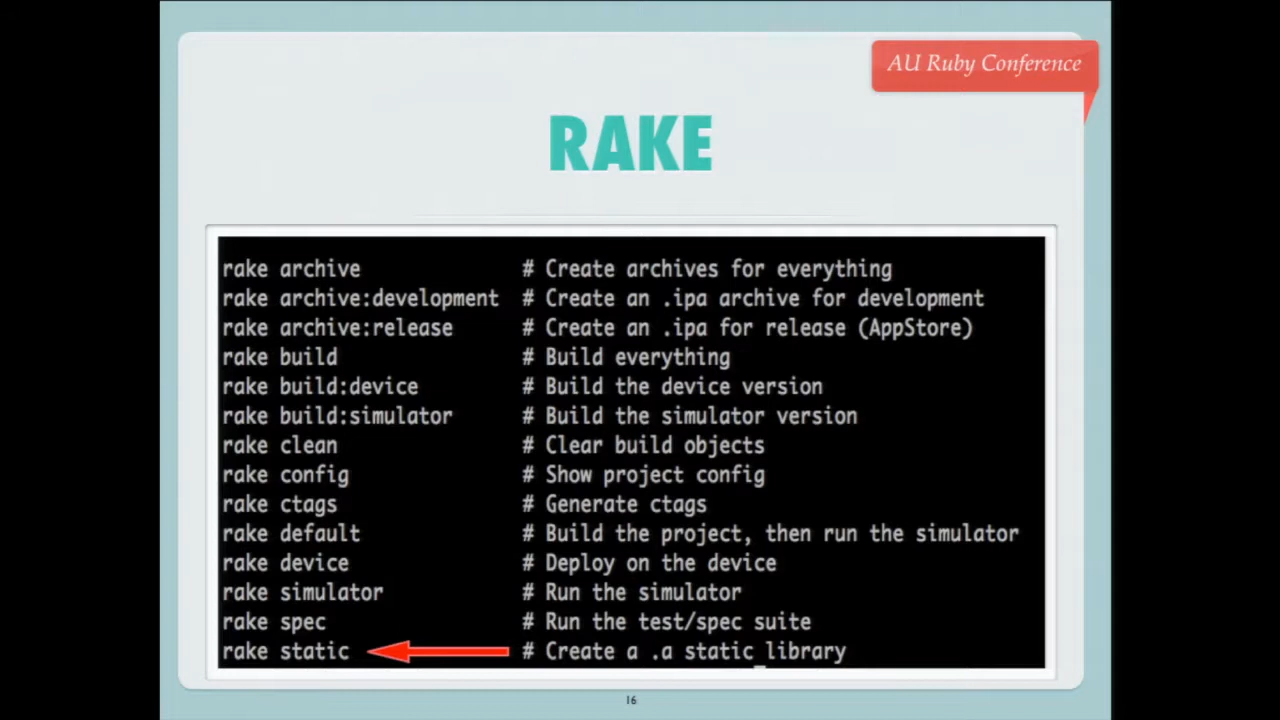 AU Ruby Conference
RAKE
rake archive # Create archives for everything
rake archive:development # Create an .ipa archive for development
rake archive:release # Create an .ipa for release (AppStore)
rake build # Build everything
rake build:device # Build the device version
rake build:simulator # Build the simulator version
rake clean # Clear build objects
rake config # Show project config
rake ctags # Generate ctags
rake default # Build the project, then run the simulator
rake device # Deploy on the device
rake simulator # Run the simulator
rake spec # Run the test/spec suite
rake static # Create a .a static library
16